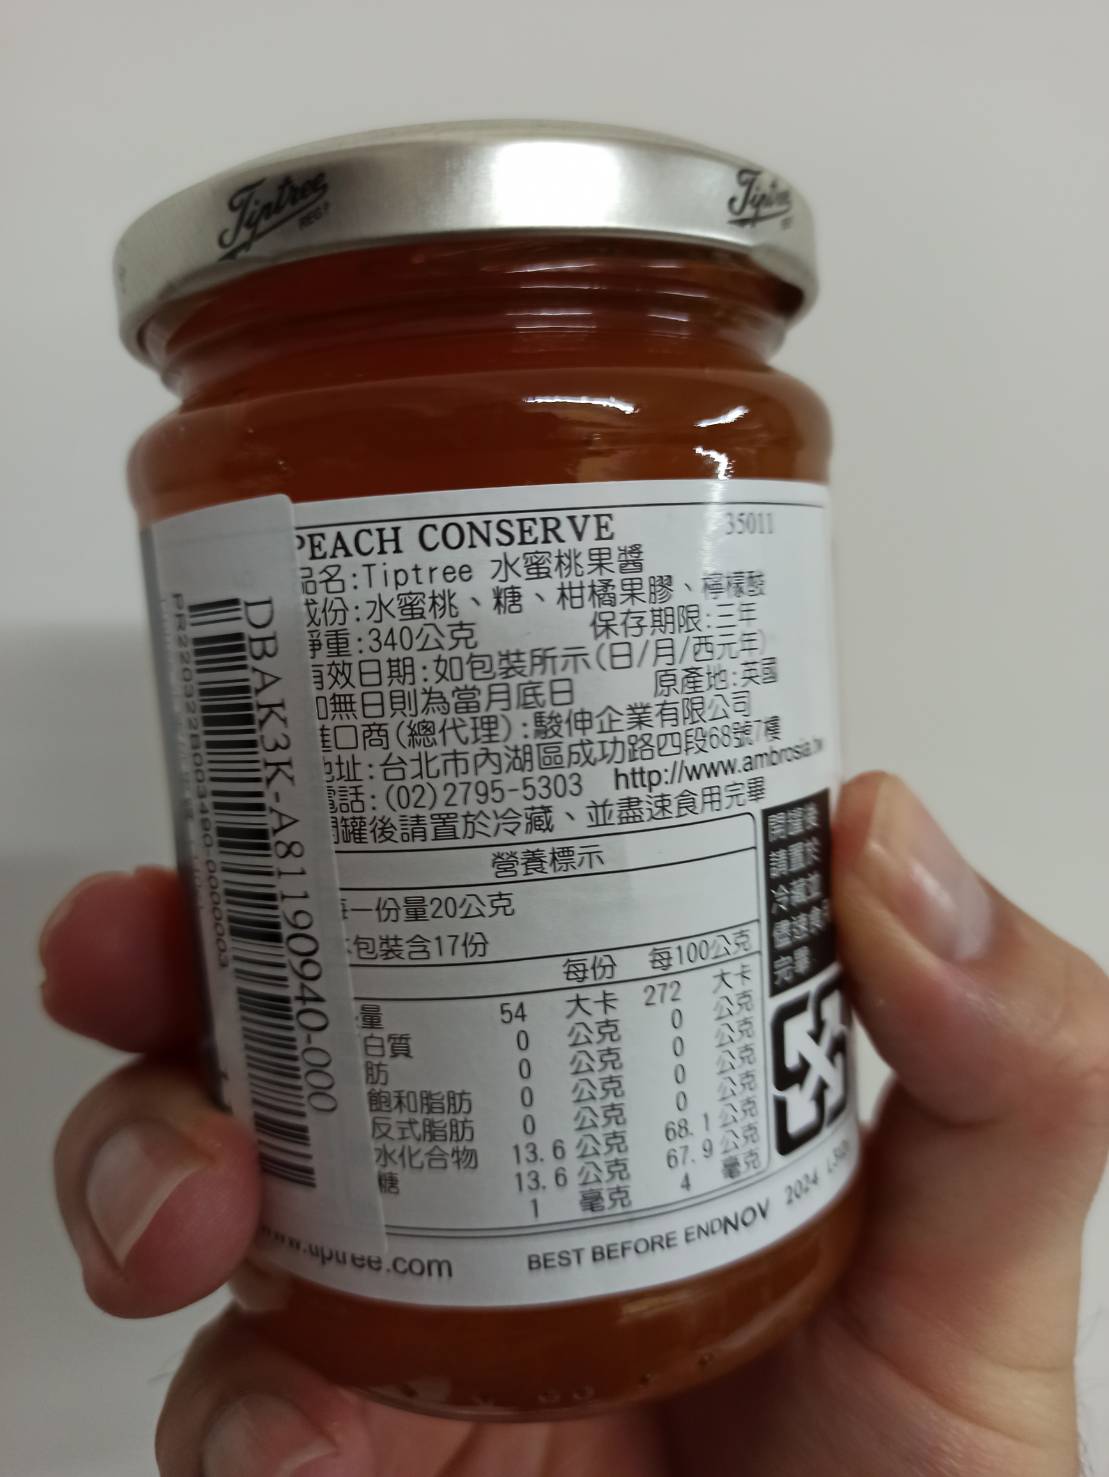 Tiptree
REG'D
Tiptree
PEACH CONSERVE 35011
品名:Tiptree 水蜜桃果醬
成份:水蜜桃、糖、柑橘果膠、檸檬酸
淨重:340公克 保存期限:三年
有效日期:如包裝所示(日/月/西元年)
如無日則為當月底日 原產地:英國
進口商(總代理):駿伸企業有限公司
地址:台北市內湖區成功路四段68號7樓
電話:(02)2795-5303 http://www.ambrosia.tw
開罐後請置於冷藏、並盡速食用完畢
營養標示
每一份量20公克
本包裝含17份
每份 每100公克
量 54 大卡 272 大卡
白質 0 公克 0 公克
肪 0 公克 0 公克
飽和脂肪 0 公克 0 公克
反式脂肪 0 公克 0 公克
水化合物 13.6 公克 68.1 公克
糖 13.6 公克 67.9 公克
1 毫克 4 毫克
開罐後
請置於
冷藏並
盡速食用
完畢
www.tiptree.com
BEST BEFORE END NOV 2024
DBAK3K-A81190940-000